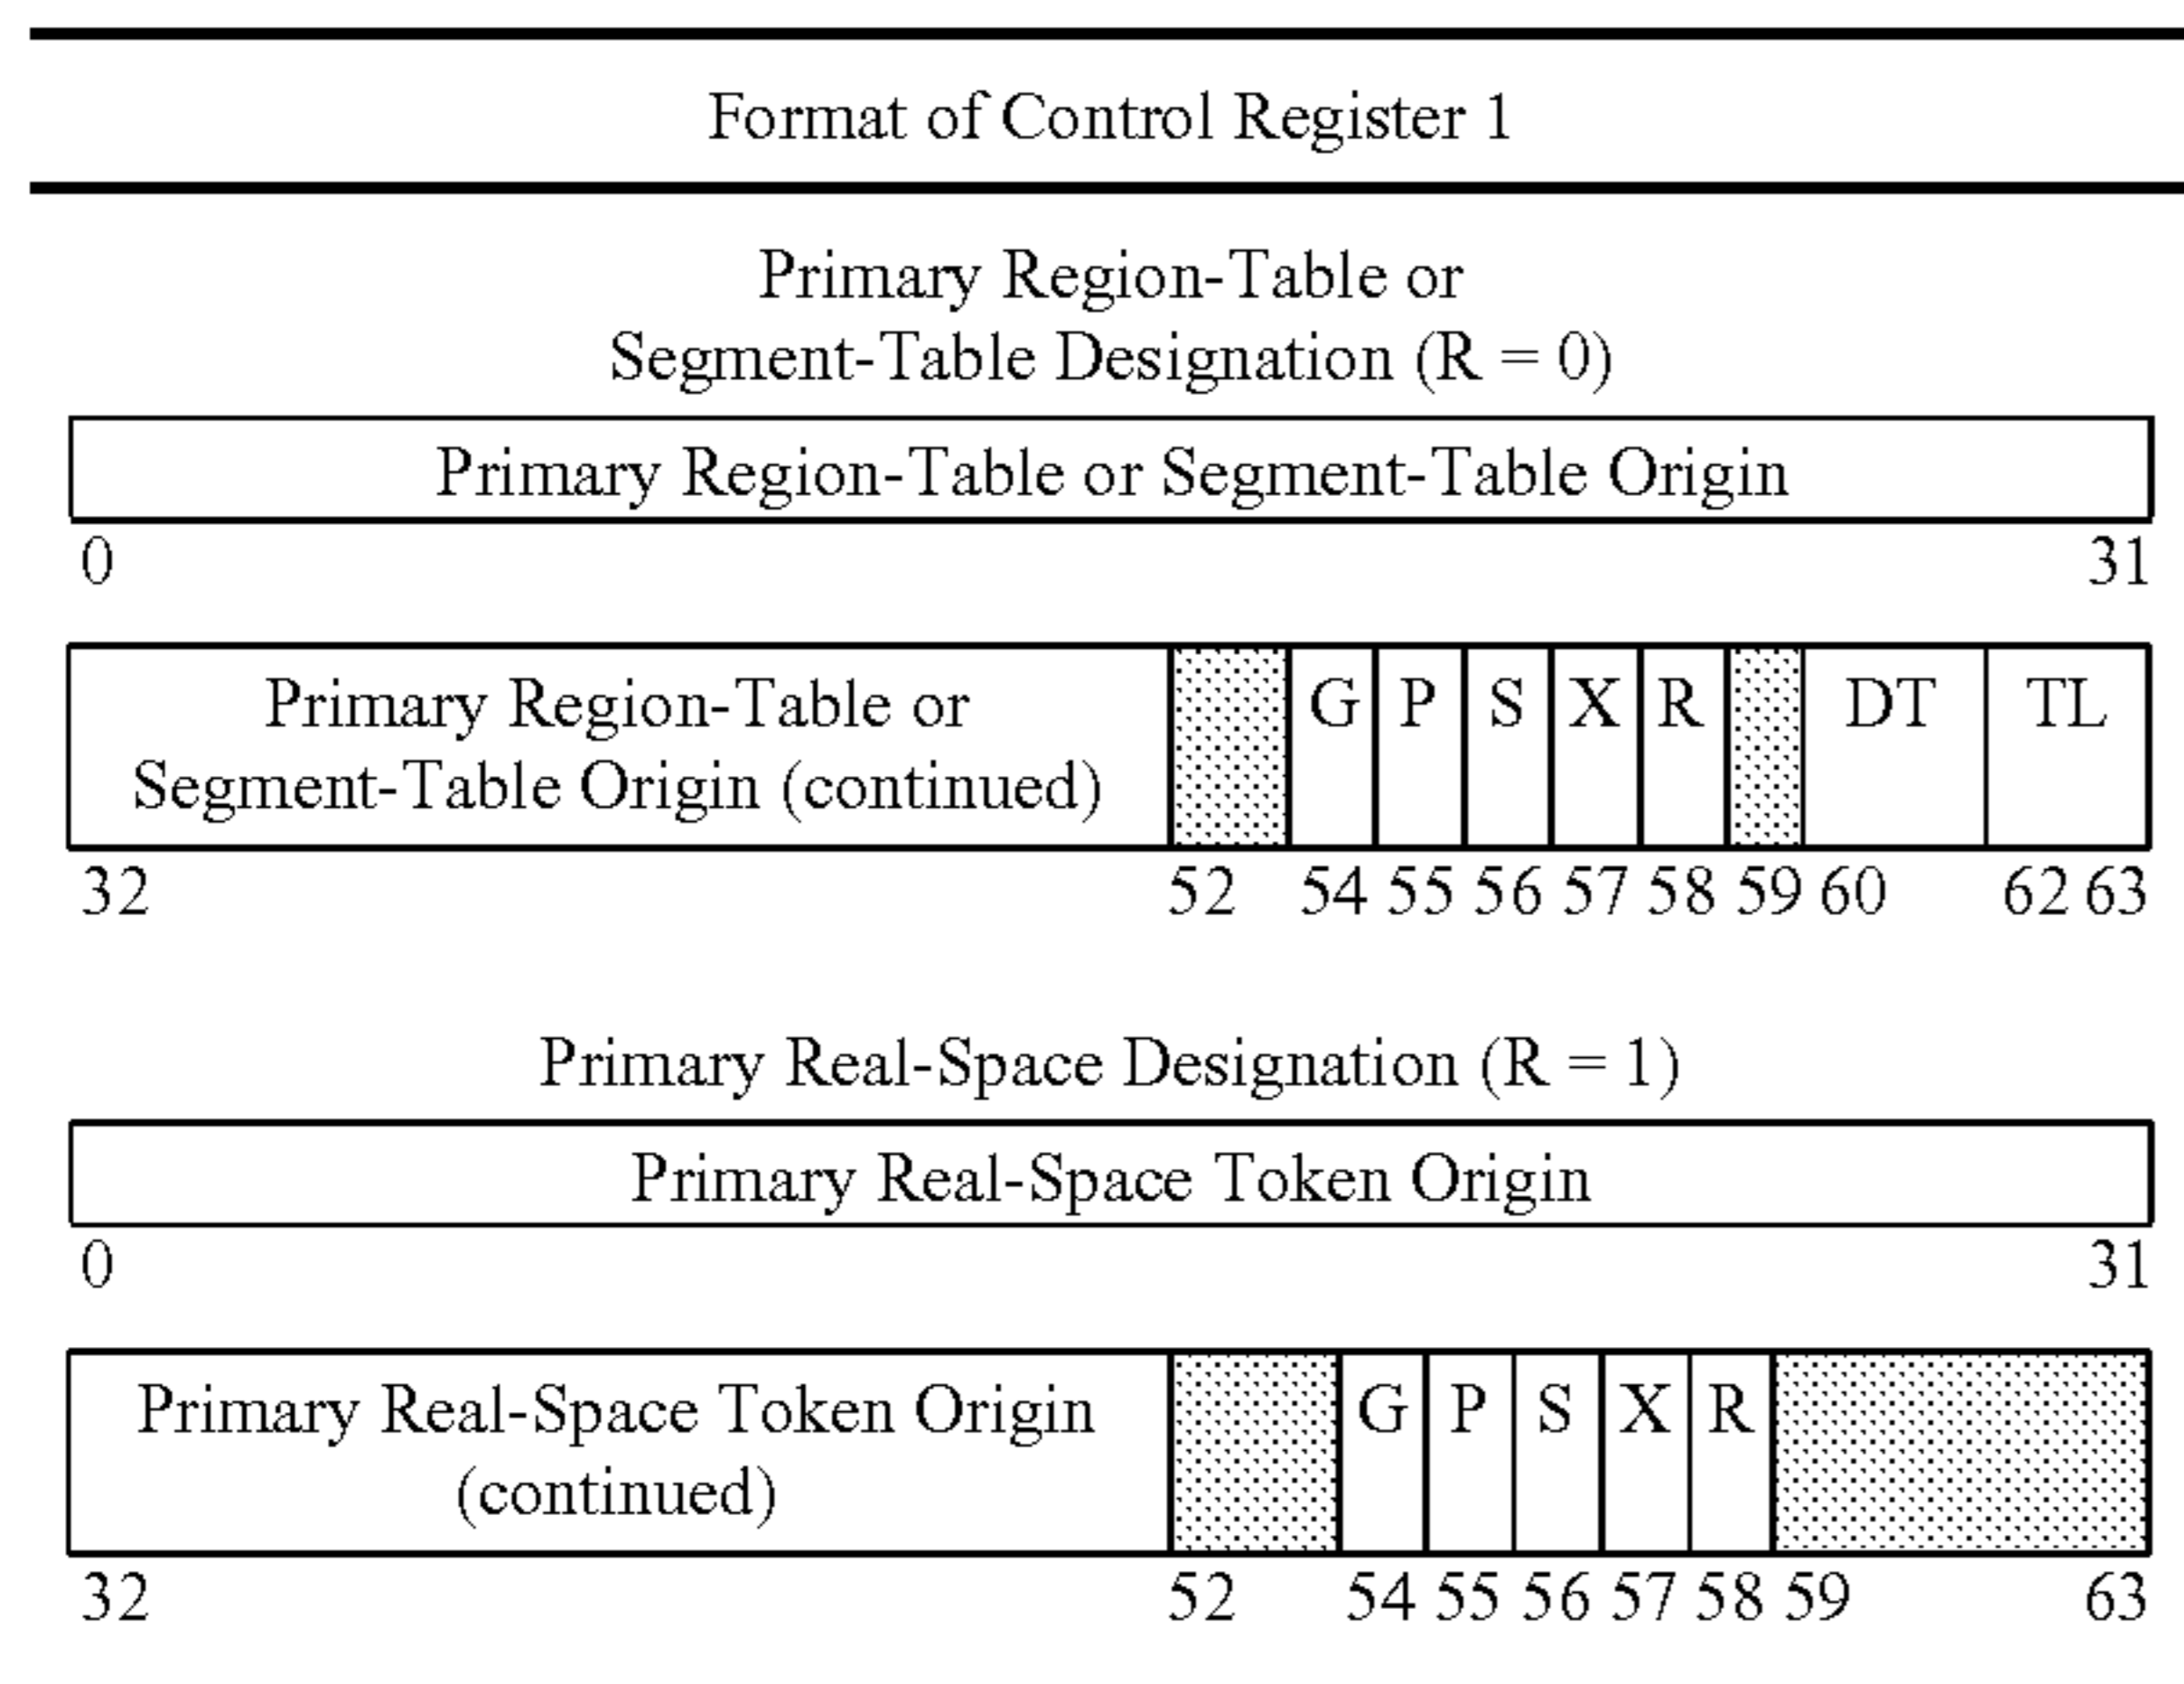 Format of Control Register 1
Primary Region-Table or
Segment-Table Designation (R = 0)
Primary Region-Table or Segment-Table Origin
0 31
Primary Region-Table or
Segment-Table Origin (continued)
G P S X R DT TL
32 52 54 55 56 57 58 59 60 62 63
Primary Real-Space Designation (R = 1)
Primary Real-Space Token Origin
0 31
Primary Real-Space Token Origin
(continued)
G P S X R
32 52 54 55 56 57 58 59 63